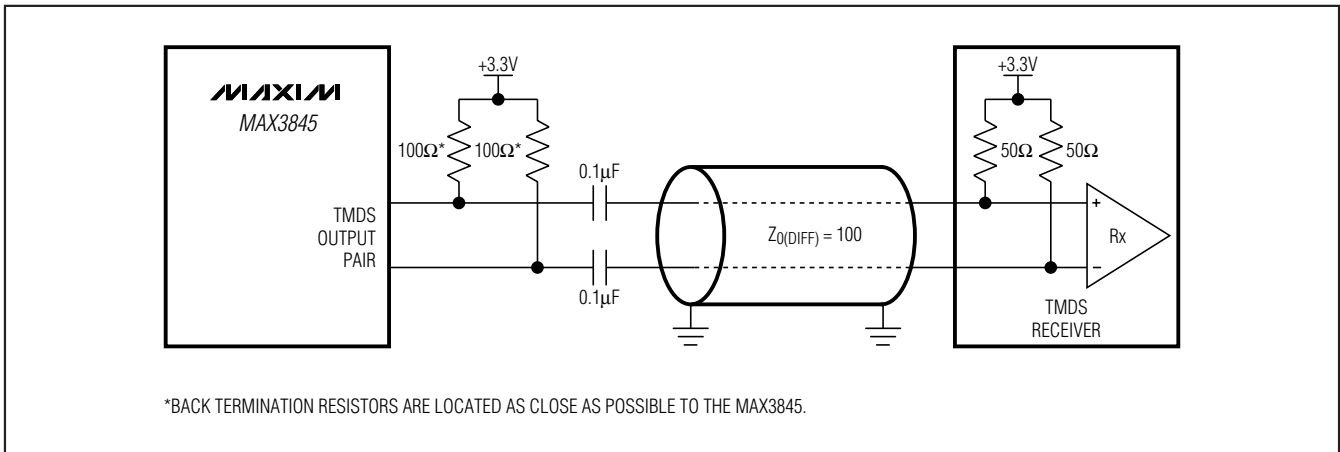 MAXIM
MAX3845
TMDS
OUTPUT
PAIR
+3.3V
100Ω*
100Ω*
0.1μF
0.1μF
Z0(DIFF) = 100
+3.3V
50Ω
50Ω
+
Rx
−
TMDS
RECEIVER
*BACK TERMINATION RESISTORS ARE LOCATED AS CLOSE AS POSSIBLE TO THE MAX3845.